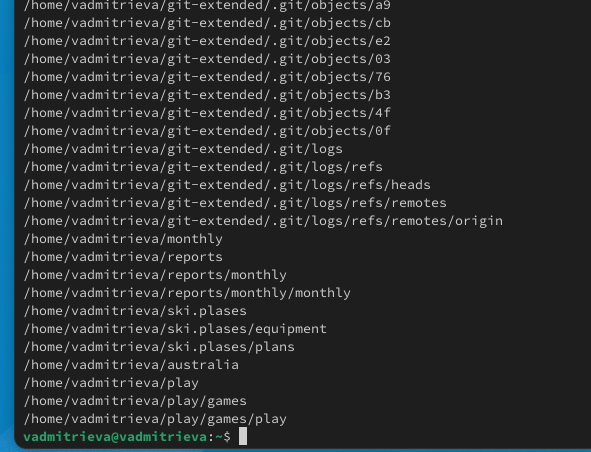 /home/vadmitrieva/git-extended/.git/objects/a9
/home/vadmitrieva/git-extended/.git/objects/cb
/home/vadmitrieva/git-extended/.git/objects/e2
/home/vadmitrieva/git-extended/.git/objects/03
/home/vadmitrieva/git-extended/.git/objects/76
/home/vadmitrieva/git-extended/.git/objects/b3
/home/vadmitrieva/git-extended/.git/objects/4f
/home/vadmitrieva/git-extended/.git/objects/0f
/home/vadmitrieva/git-extended/.git/logs
/home/vadmitrieva/git-extended/.git/logs/refs
/home/vadmitrieva/git-extended/.git/logs/refs/heads
/home/vadmitrieva/git-extended/.git/logs/refs/remotes
/home/vadmitrieva/git-extended/.git/logs/refs/remotes/origin
/home/vadmitrieva/monthly
/home/vadmitrieva/reports
/home/vadmitrieva/reports/monthly
/home/vadmitrieva/reports/monthly/monthly
/home/vadmitrieva/ski.plases
/home/vadmitrieva/ski.plases/equipment
/home/vadmitrieva/ski.plases/plans
/home/vadmitrieva/australia
/home/vadmitrieva/play
/home/vadmitrieva/play/games
/home/vadmitrieva/play/games/play
vadmitrieva@vadmitrieva:~$